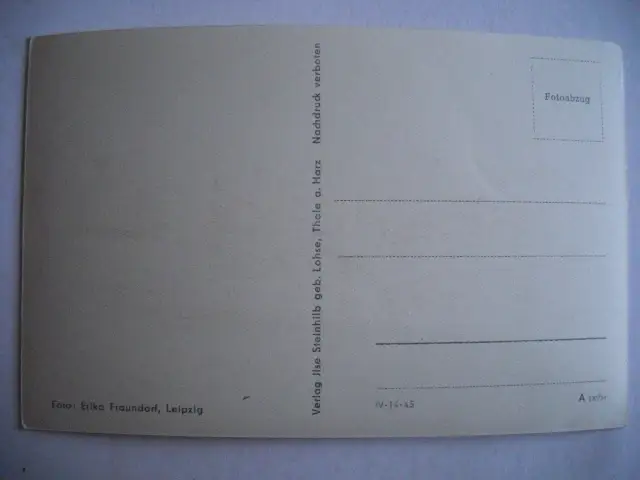 Fotoabzug
Verlag Ilse Steinhilb geb. Lohse, Thale a. Harz Nachdruck verboten
Foto: Erika Fraundorf, Leipzig
IV-14-45
A